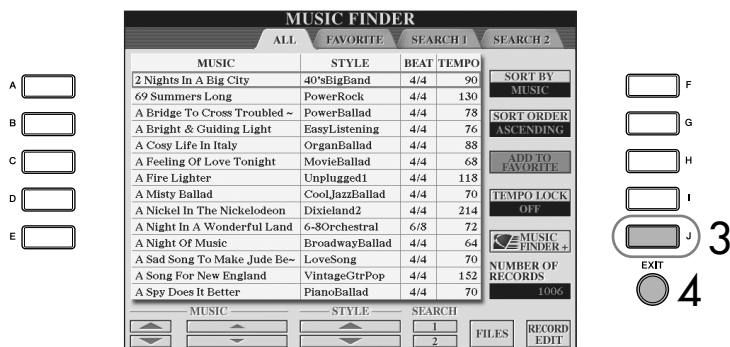 MUSIC FINDER
ALL FAVORITE SEARCH 1 SEARCH 2
MUSIC STYLE BEAT TEMPO
2 Nights In A Big City 40'sBigBand 4/4 90
69 Summers Long PowerRock 4/4 130
A Bridge To Cross Troubled ~ PowerBallad 4/4 78
A Bright & Guiding Light EasyListening 4/4 76
A Cosy Life In Italy OrganBallad 4/4 88
A Feeling Of Love Tonight MovieBallad 4/4 68
A Fire Lighter Unplugged1 4/4 118
A Misty Ballad CoolJazzBallad 4/4 70
A Nickel In The Nickelodeon Dixieland2 4/4 214
A Night In A Wonderful Land 6-8Orchestral 6/8 72
A Night Of Music BroadwayBallad 4/4 64
A Sad Song To Make Jude Be~ LoveSong 4/4 70
A Song For New England VintageGtrPop 4/4 152
A Spy Does It Better PianoBallad 4/4 70
SORT BY
MUSIC
SORT ORDER
ASCENDING
ADD TO
FAVORITE
TEMPO LOCK
OFF
MUSIC
FINDER +
NUMBER OF
RECORDS
1006
MUSIC STYLE SEARCH
1
2
FILES
RECORD
EDIT
A
B
C
D
E
F
G
H
I
J 3
EXIT
4